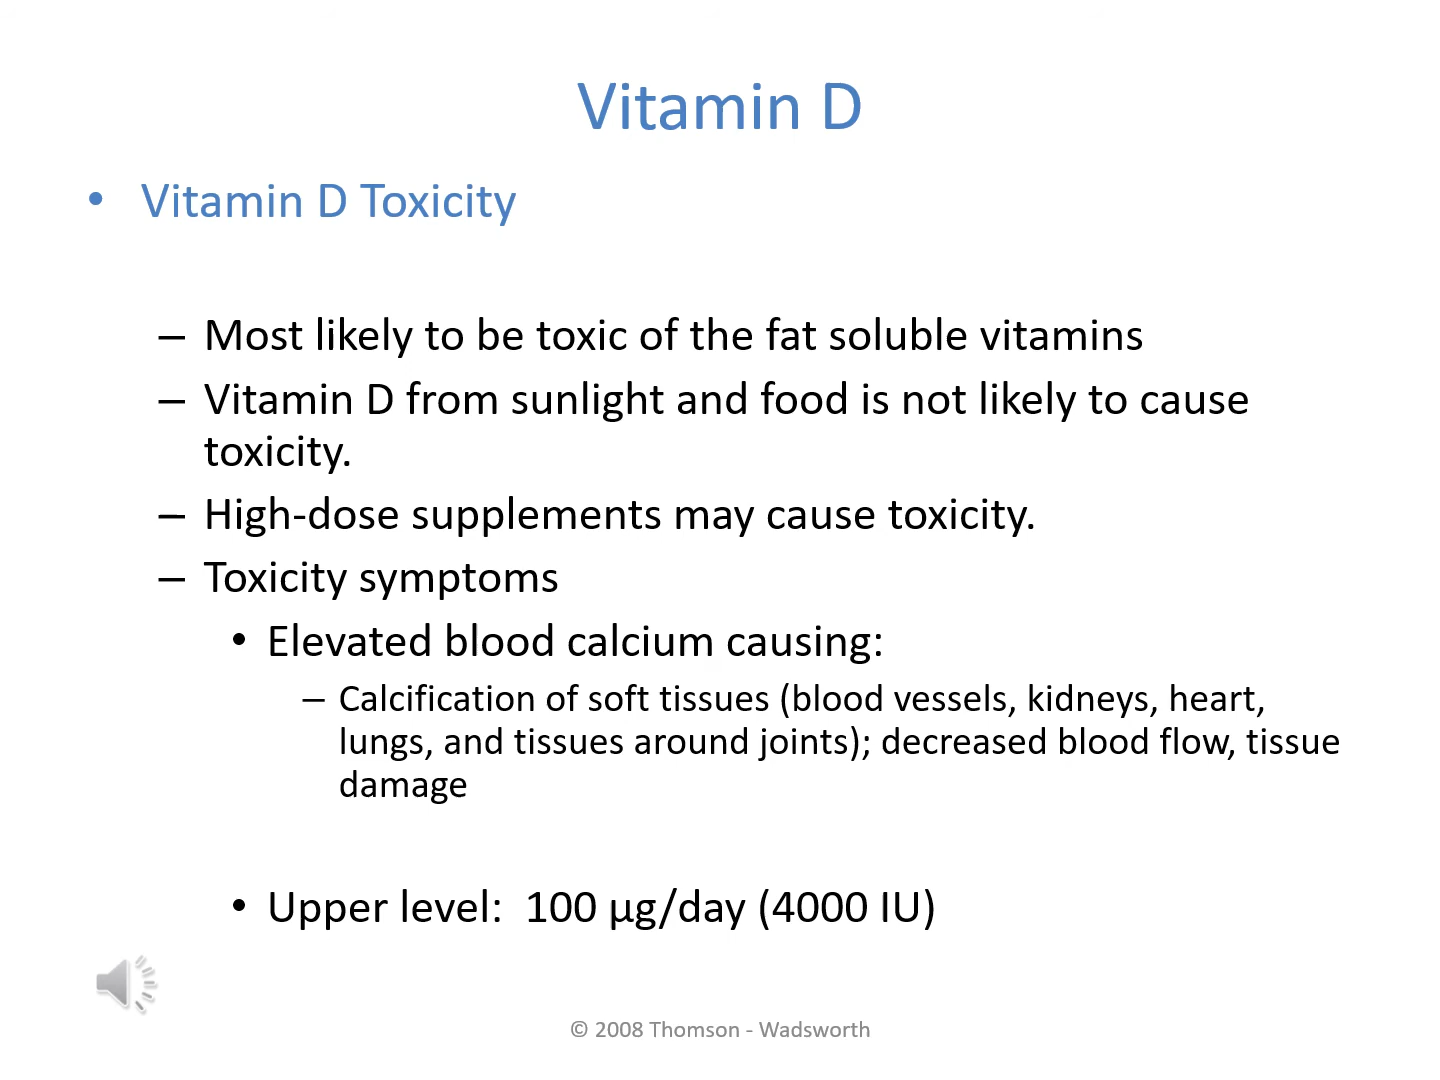 Vitamin D
• Vitamin D Toxicity
– Most likely to be toxic of the fat soluble vitamins
– Vitamin D from sunlight and food is not likely to cause
toxicity.
– High-dose supplements may cause toxicity.
– Toxicity symptoms
• Elevated blood calcium causing:
– Calcification of soft tissues (blood vessels, kidneys, heart,
lungs, and tissues around joints); decreased blood flow, tissue
damage
• Upper level:  100 µg/day (4000 IU)
© 2008 Thomson - Wadsworth